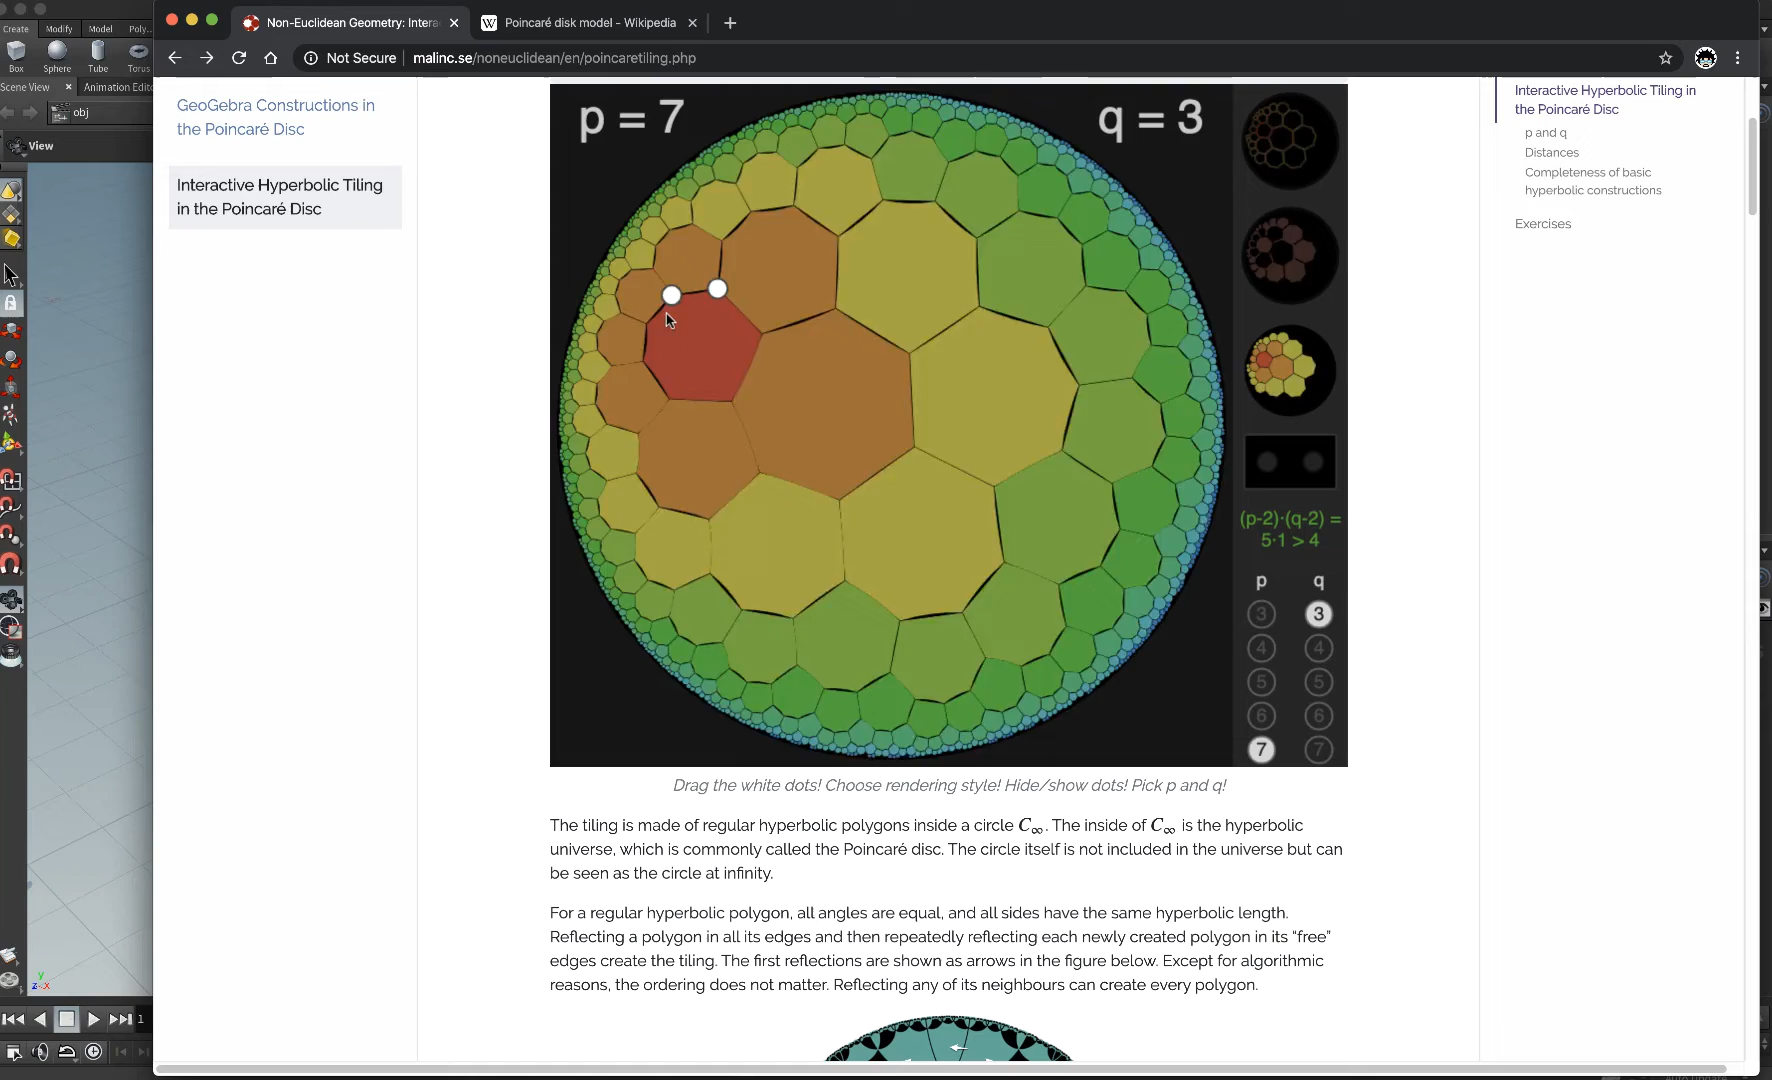 Non-Euclidean Geometry: Intera
Poincaré disk model - Wikipedia
Create
Modify
Model
Poly..
Not Secure
malinc.se/noneuclidean/en/poincaretiling.php
Box
Sphere
Tube
Torus
Scene View
Animation Edito
obj
View
GeoGebra Constructions in
the Poincaré Disc
Interactive Hyperbolic Tiling
in the Poincaré Disc
p = 7
q = 3
(p-2)·(q-2) =
5·1 > 4
p
q
3
3
4
4
5
5
6
6
7
7
Interactive Hyperbolic Tiling in
the Poincaré Disc
p and q
Distances
Completeness of basic
hyperbolic constructions
Exercises
Drag the white dots! Choose rendering style! Hide/show dots! Pick p and q!
The tiling is made of regular hyperbolic polygons inside a circle C∞. The inside of C∞ is the hyperbolic
universe, which is commonly called the Poincaré disc. The circle itself is not included in the universe but can
be seen as the circle at infinity.
For a regular hyperbolic polygon, all angles are equal, and all sides have the same hyperbolic length.
Reflecting a polygon in all its edges and then repeatedly reflecting each newly created polygon in its “free”
edges create the tiling. The first reflections are shown as arrows in the figure below. Except for algorithmic
reasons, the ordering does not matter. Reflecting any of its neighbours can create every polygon.
y
z
x
1